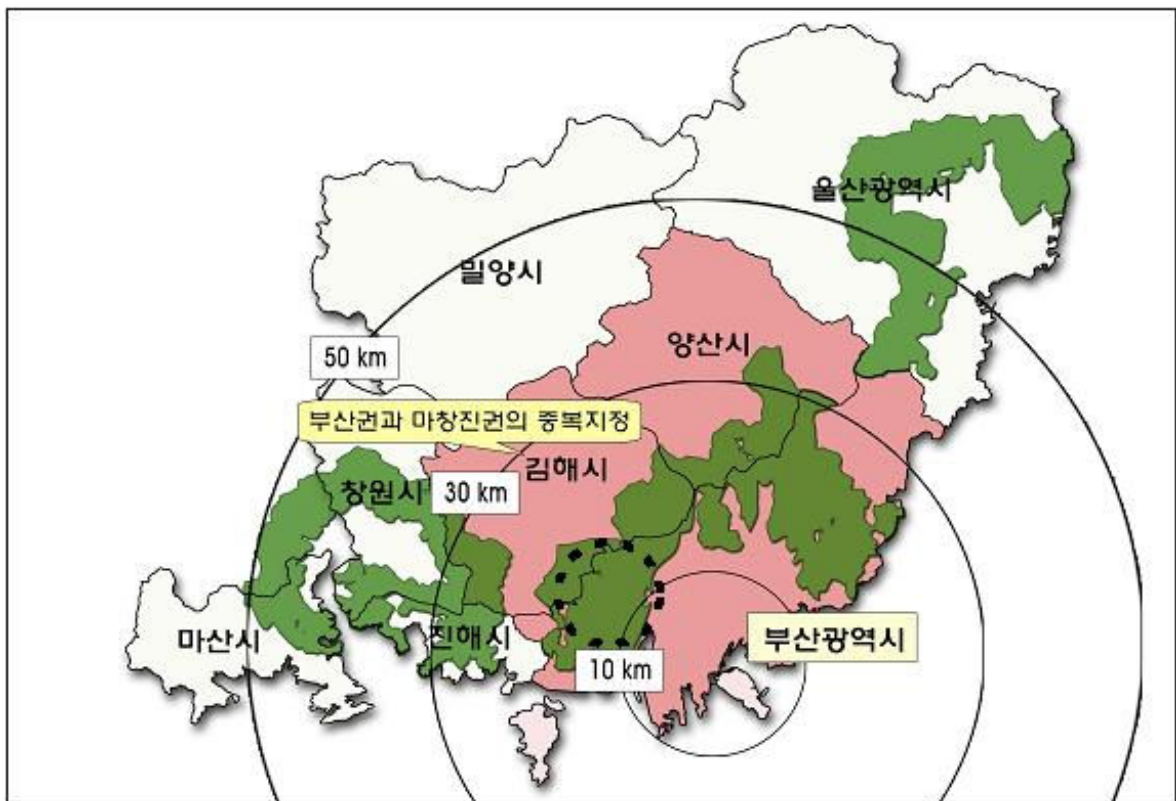 울산광역시
밀양시
양산시
50 km
부산권과 마창진권의 중복지정
김해시
창원시
30 km
마산시
진해시
부산광역시
10 km